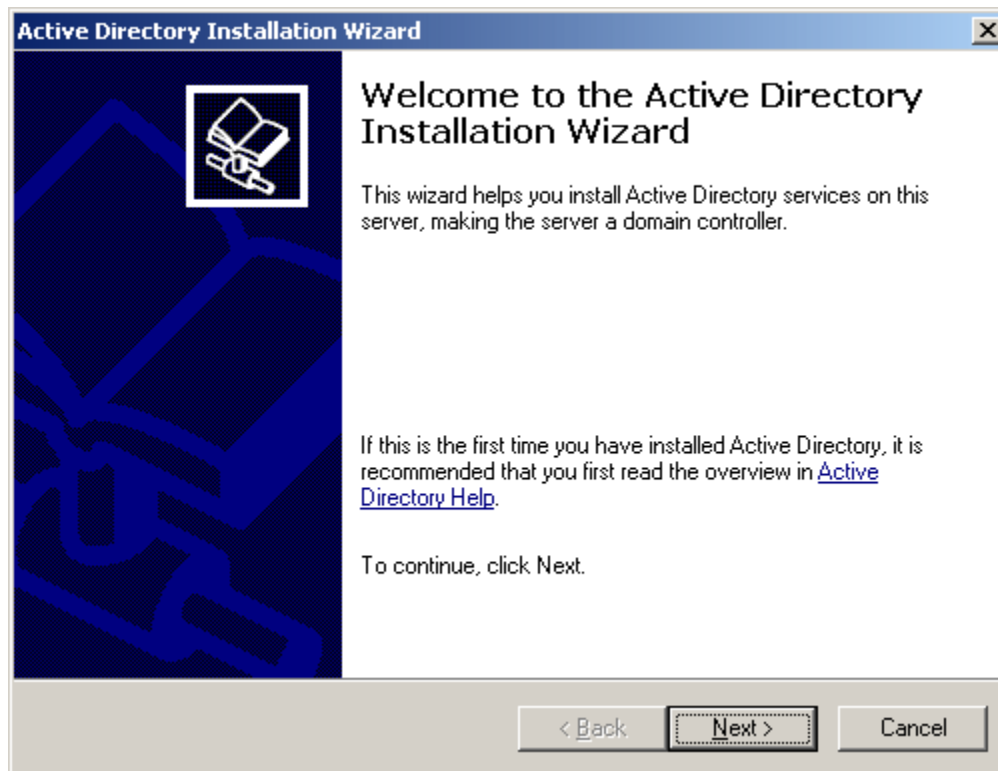 Active Directory Installation Wizard
Welcome to the Active Directory
Installation Wizard
This wizard helps you install Active Directory services on this
server, making the server a domain controller.
If this is the first time you have installed Active Directory, it is
recommended that you first read the overview in Active
Directory Help.
To continue, click Next.
< Back Next > Cancel